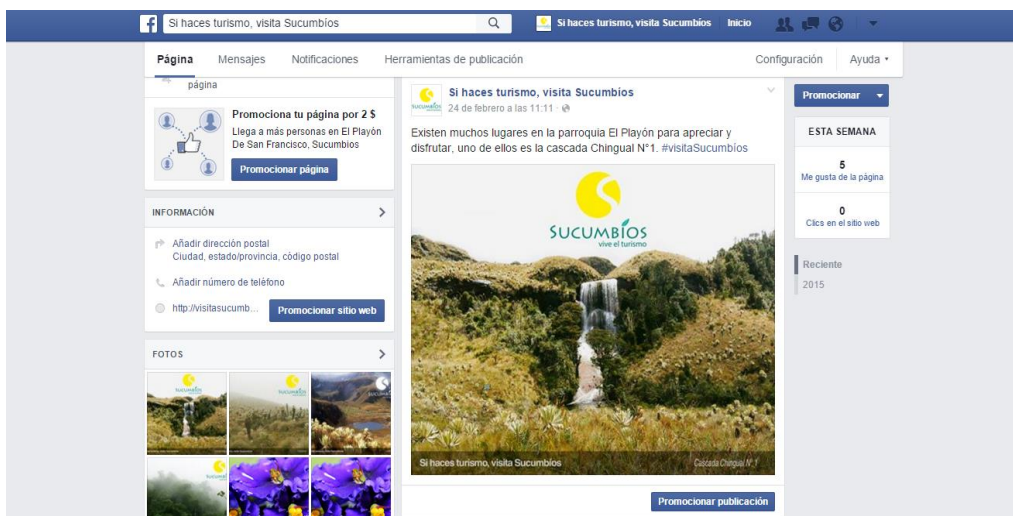 Si haces turismo, visita Sucumbíos
Si haces turismo, visita Sucumbíos Inicio
Página Mensajes Notificaciones Herramientas de publicación Configuración Ayuda
página
Promociona tu página por 2 $
Llega a más personas en El Playón
De San Francisco, Sucumbios
Promocionar página
INFORMACIÓN
Añadir dirección postal
Ciudad, estado/provincia, código postal
Añadir número de teléfono
http://visitasucumb... Promocionar sitio web
FOTOS
SUCUMBÍOS
SUCUMBÍOS
SUCUMBÍOS
Si haces turismo, visita Sucumbíos
24 de febrero a las 11:11
Existen muchos lugares en la parroquia El Playón para apreciar y
disfrutar, uno de ellos es la cascada Chingual N°1. #visitaSucumbíos
SUCUMBÍOS
vive el turismo
Si haces turismo, visita Sucumbíos Cascada Chingual N° 1
Promocionar publicación
Promocionar
ESTA SEMANA
5
Me gusta de la página
0
Clics en el sitio web
Reciente
2015